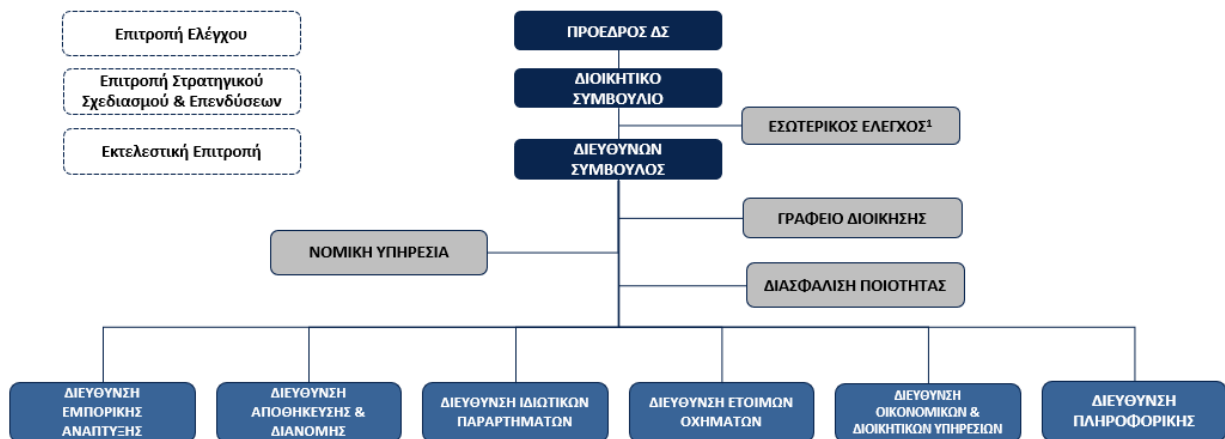 Επιτροπή Ελέγχου
Επιτροπή Στρατηγικού
Σχεδιασμού & Επενδύσεων
Εκτελεστική Επιτροπή
ΠΡΟΕΔΡΟΣ ΔΣ
ΔΙΟΙΚΗΤΙΚΟ
ΣΥΜΒΟΥΛΙΟ
ΕΣΩΤΕΡΙΚΟΣ ΕΛΕΓΧΟΣ¹
ΔΙΕΥΘΥΝΩΝ
ΣΥΜΒΟΥΛΟΣ
ΓΡΑΦΕΙΟ ΔΙΟΙΚΗΣΗΣ
ΝΟΜΙΚΗ ΥΠΗΡΕΣΙΑ
ΔΙΑΣΦΑΛΙΣΗ ΠΟΙΟΤΗΤΑΣ
ΔΙΕΥΘΥΝΣΗ
ΕΜΠΟΡΙΚΗΣ
ΑΝΑΠΤΥΞΗΣ
ΔΙΕΥΘΥΝΣΗ
ΑΠΟΘΗΚΕΥΣΗΣ &
ΔΙΑΝΟΜΗΣ
ΔΙΕΥΘΥΝΣΗ ΙΔΙΩΤΙΚΩΝ
ΠΑΡΑΡΤΗΜΑΤΩΝ
ΔΙΕΥΘΥΝΣΗ ΕΤΟΙΜΩΝ
ΟΧΗΜΑΤΩΝ
ΔΙΕΥΘΥΝΣΗ
ΟΙΚΟΝΟΜΙΚΩΝ &
ΔΙΟΙΚΗΤΙΚΩΝ ΥΠΗΡΕΣΙΩΝ
ΔΙΕΥΘΥΝΣΗ
ΠΛΗΡΟΦΟΡΙΚΗΣ